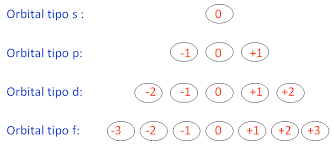 Orbital tipo s : 0
Orbital tipo p: -1 0 +1
Orbital tipo d: -2 -1 0 +1 +2
Orbital tipo f: -3 -2 -1 0 +1 +2 +3